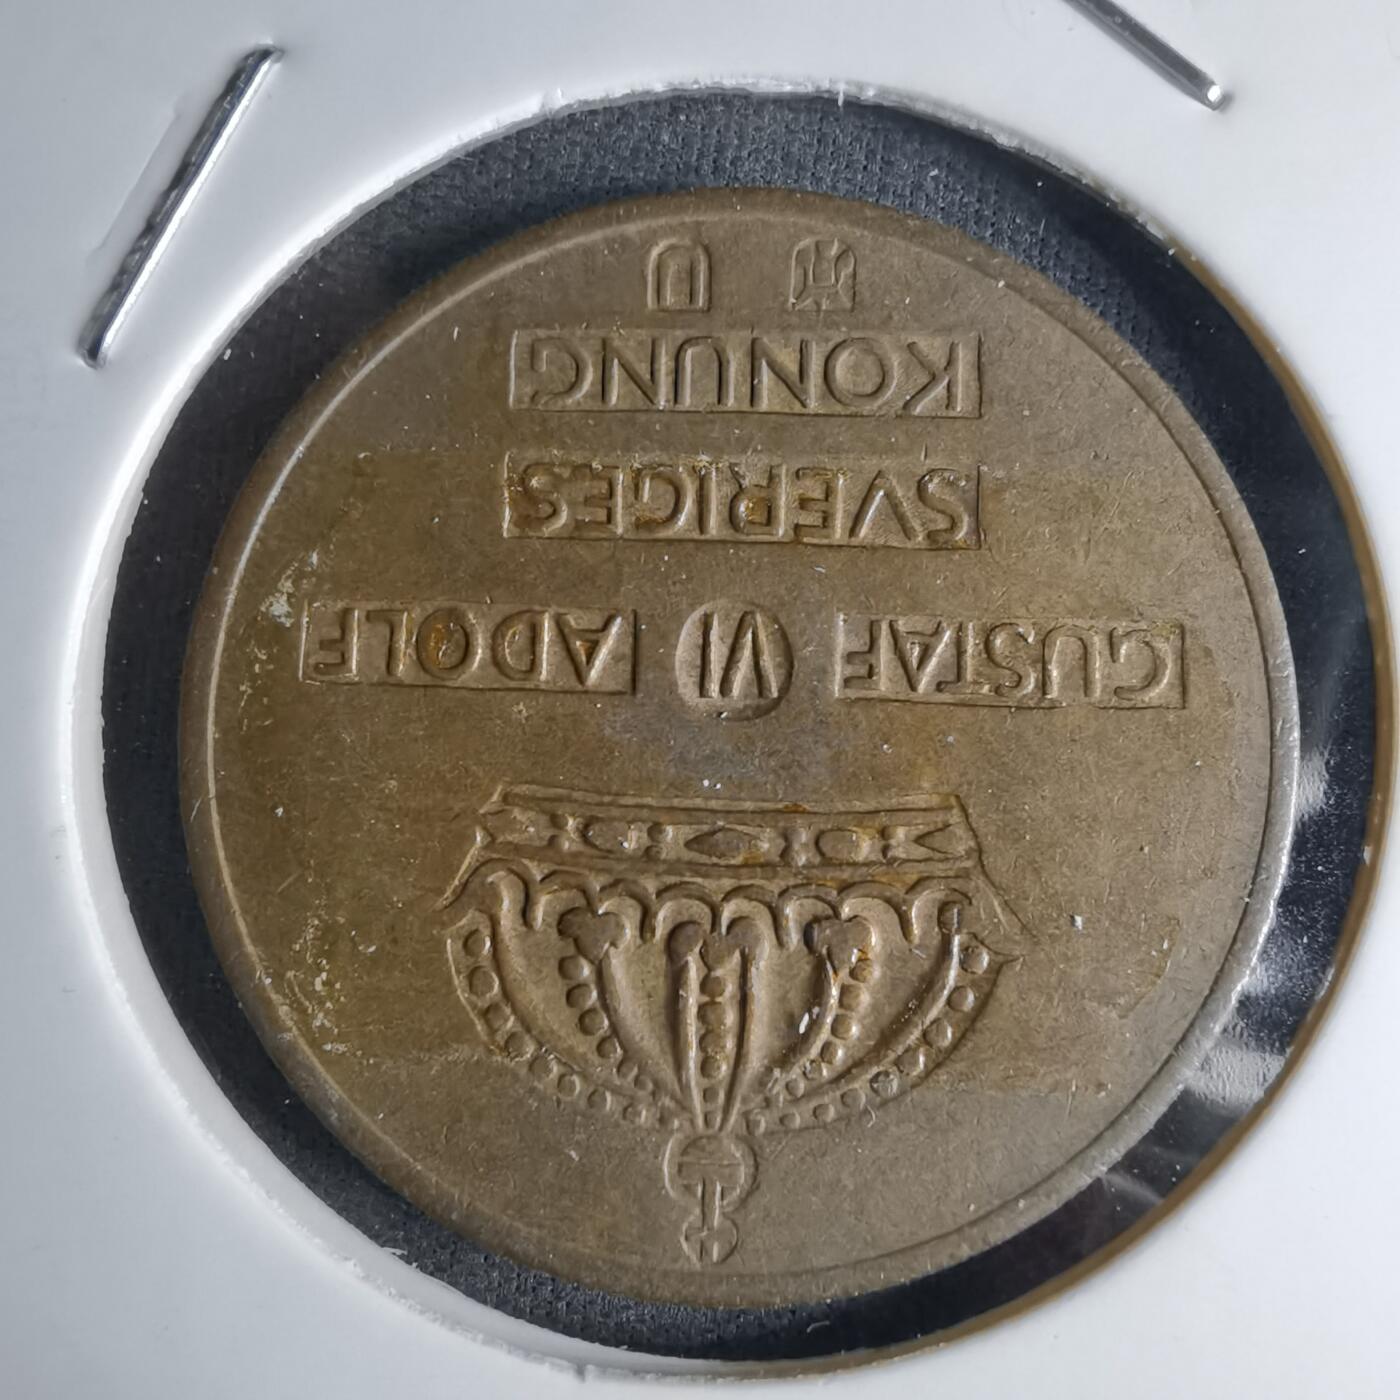 GUSTAF VI ADOLF
SVERIGES
KONUNG
U